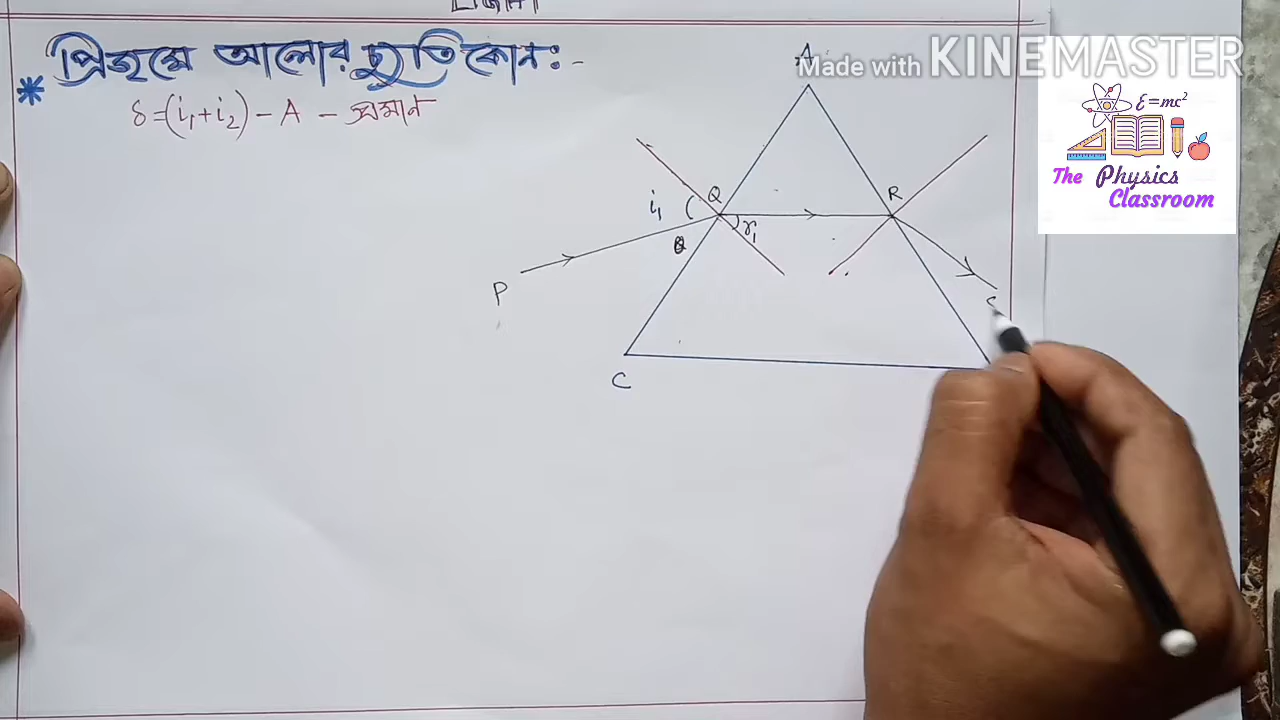 প্রিজমে আলোর চ্যুতি কোন :-
δ = (i₁+i₂) - A - প্রমান
Made with KINEMASTER
A
E=mc²
The Physics
Classroom
i₁
Q
R
r₁
P
C